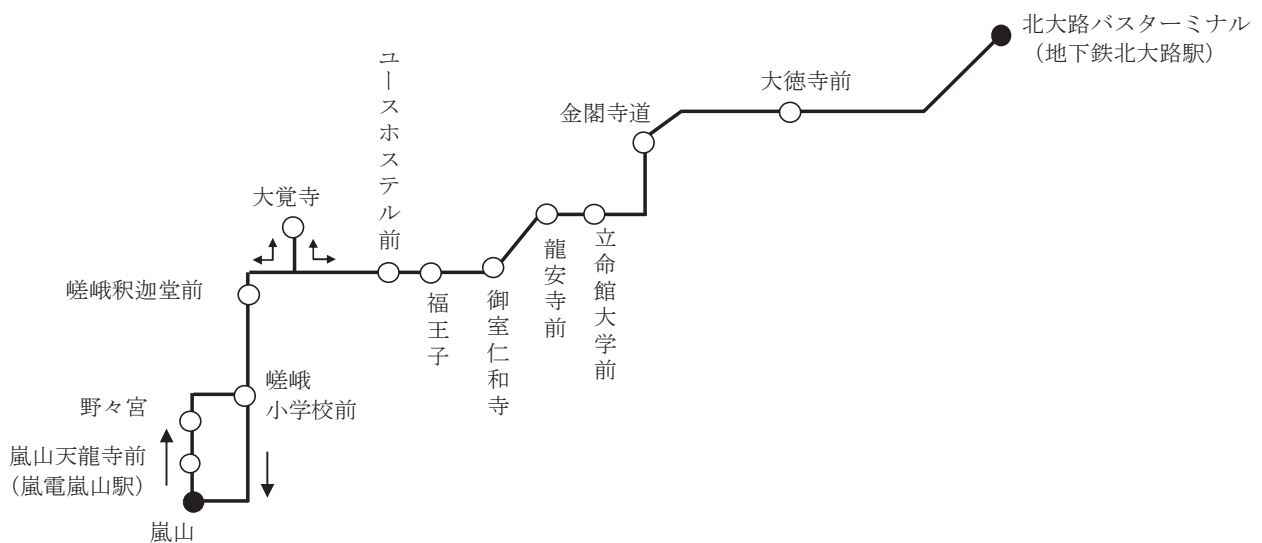 北大路バスターミナル
（地下鉄北大路駅）
大徳寺前
金閣寺道
ユースホステル前
大覚寺
立命館大学前
龍安寺前
御室仁和寺
福王子
嵯峨釈迦堂前
嵯峨
小学校前
野々宮
嵐山天龍寺前
（嵐電嵐山駅）
嵐山